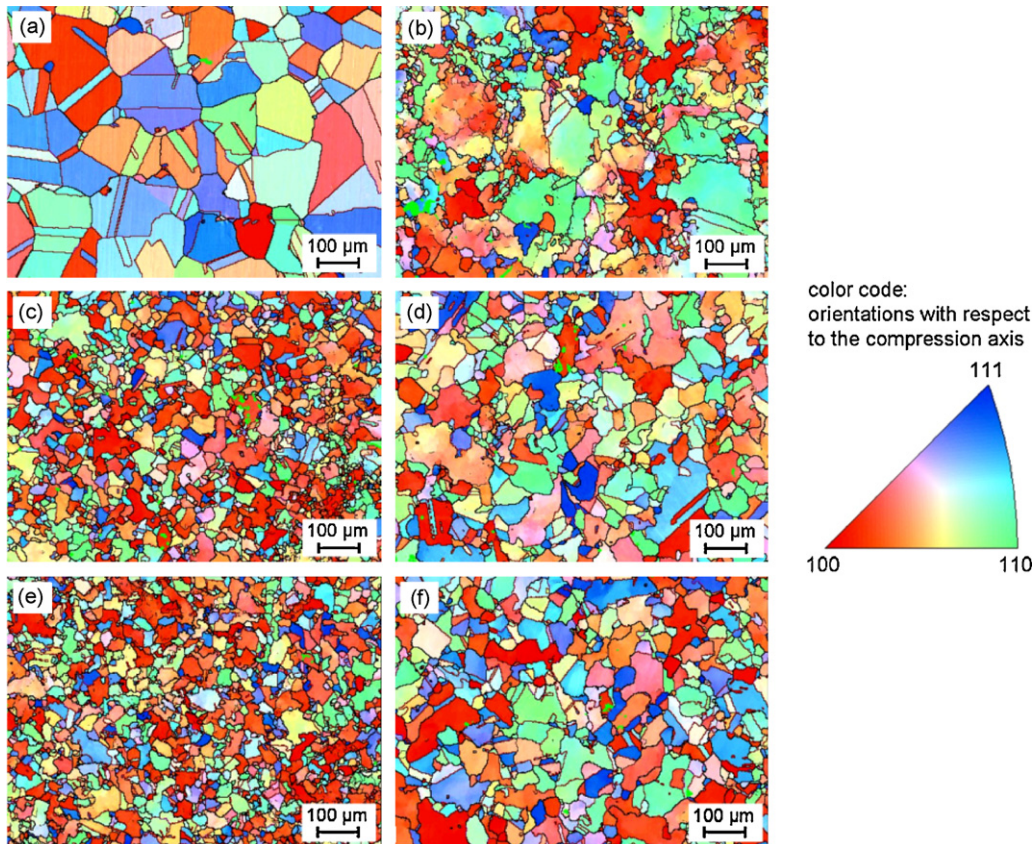 (a)
100 µm
(b)
100 µm
(c)
100 µm
(d)
100 µm
color code:
orientations with respect
to the compression axis
111
100
110
(e)
100 µm
(f)
100 µm